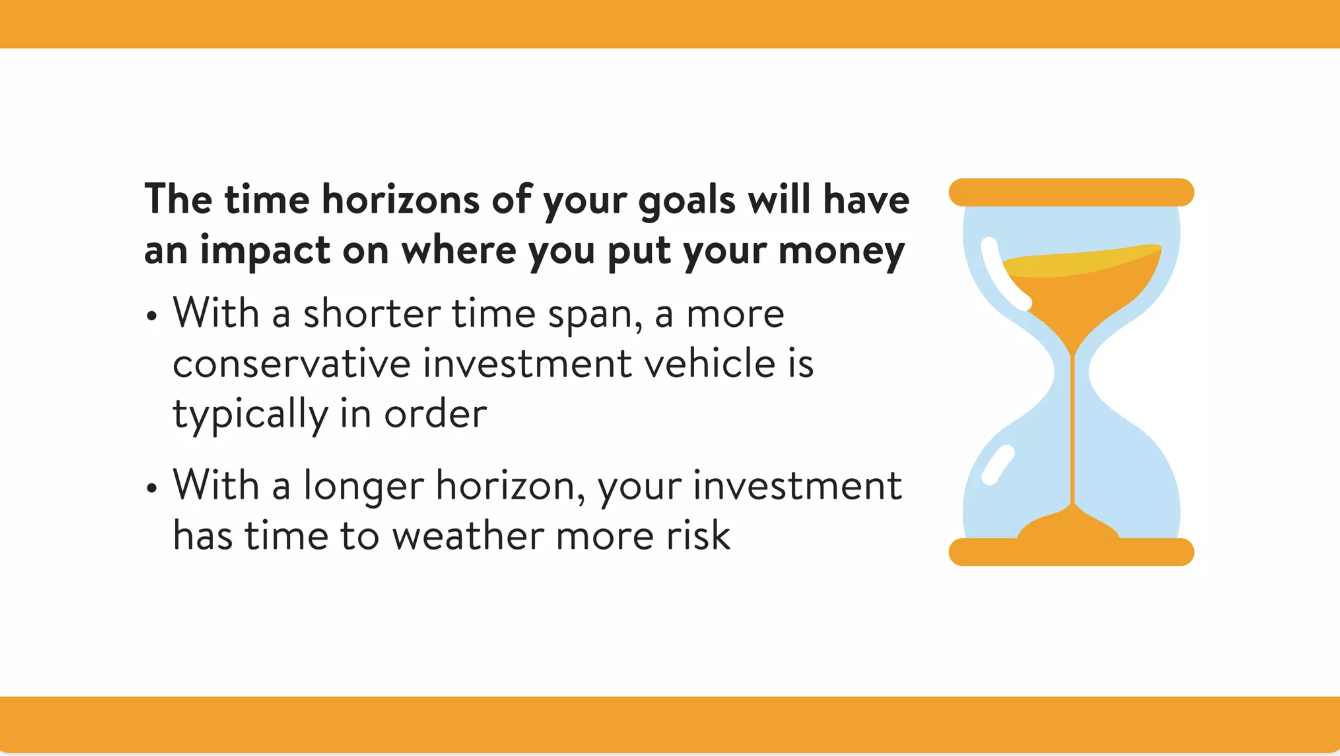 The time horizons of your goals will have
an impact on where you put your money
• With a shorter time span, a more
conservative investment vehicle is
typically in order
• With a longer horizon, your investment
has time to weather more risk